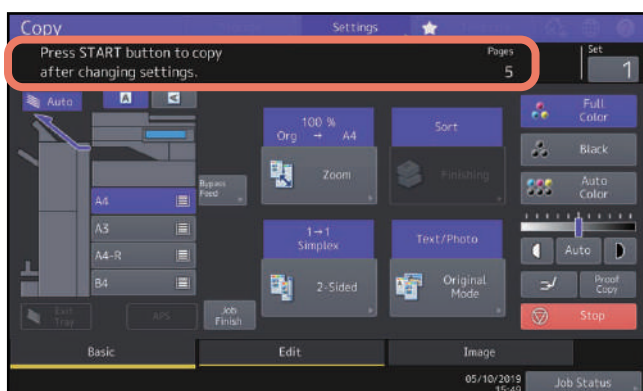 Copy
Settings
Press START button to copy
after changing settings.
Pages
5
Set
1
Auto
A
A
100 %
Org → A4
Zoom
Sort
Finishing
Full
Color
Black
Auto
Color
Bypass
Feed
A4
A3
A4-R
B4
1→1
Simplex
2-Sided
Text/Photo
Original
Mode
Auto
Proof
Copy
Exit
Tray
APS
Job
Finish
Stop
Basic
Edit
Image
05/10/2019
15:49
Job Status